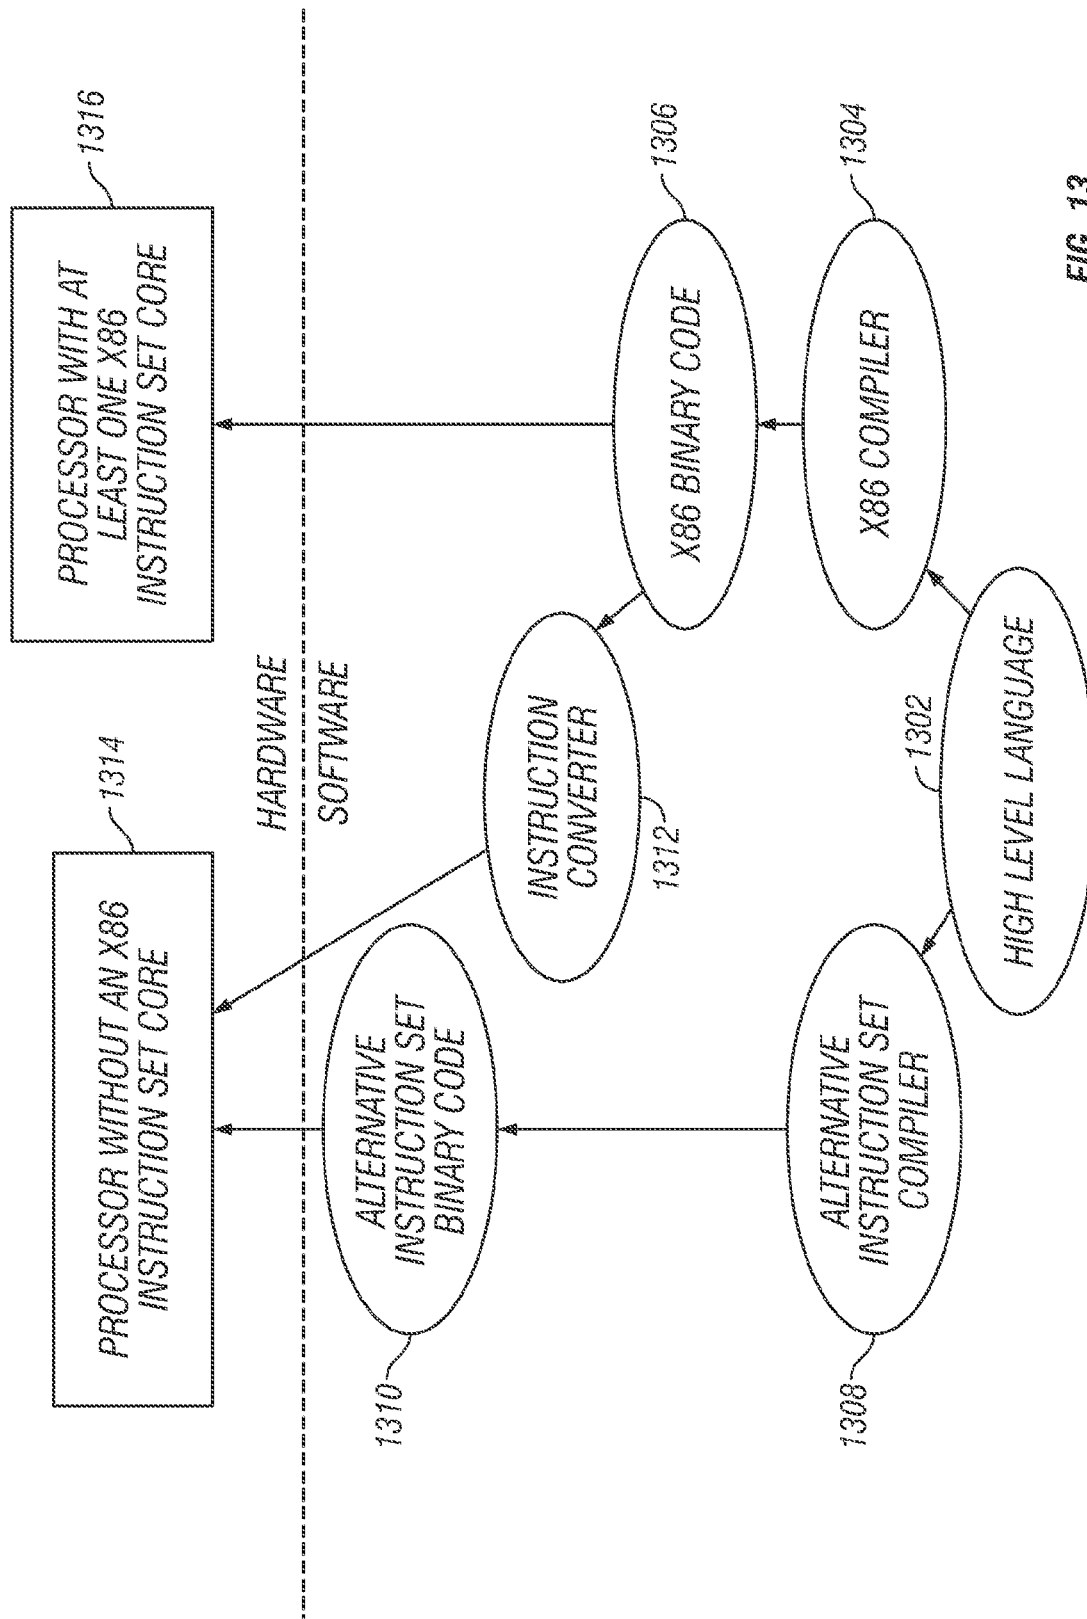 PROCESSOR WITHOUT AN X86
INSTRUCTION SET CORE
1314
PROCESSOR WITH AT
LEAST ONE X86
INSTRUCTION SET CORE
1316
HARDWARE
SOFTWARE
1310
ALTERNATIVE
INSTRUCTION SET
BINARY CODE
INSTRUCTION
CONVERTER
1312
X86 BINARY CODE
1306
1308
ALTERNATIVE
INSTRUCTION SET
COMPILER
X86 COMPILER
1304
1302
HIGH LEVEL LANGUAGE
FIG. 13